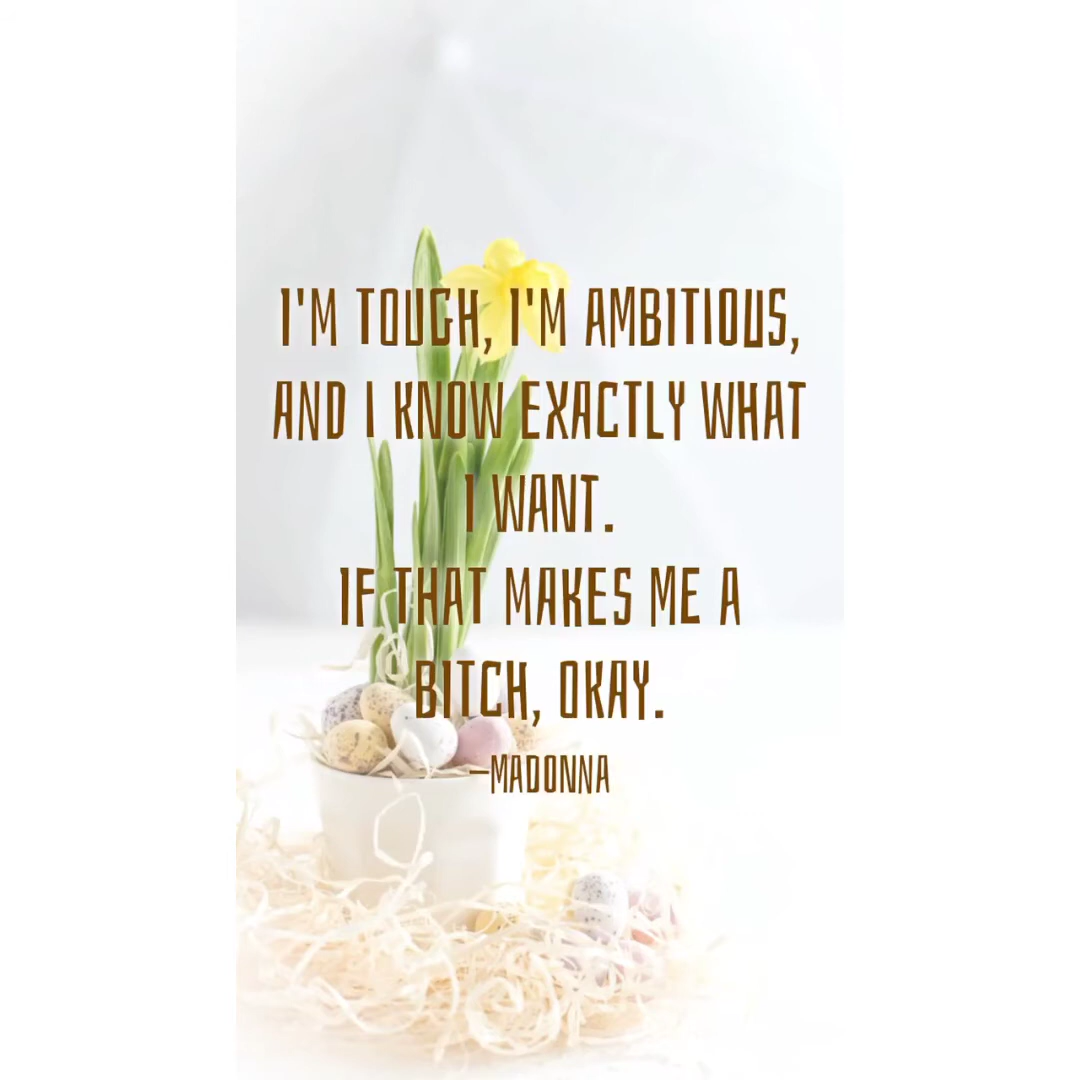 I'M TOUGH, I'M AMBITIOUS,
AND I KNOW EXACTLY WHAT
I WANT.
IF THAT MAKES ME A
BITCH, OKAY.
–MADONNA